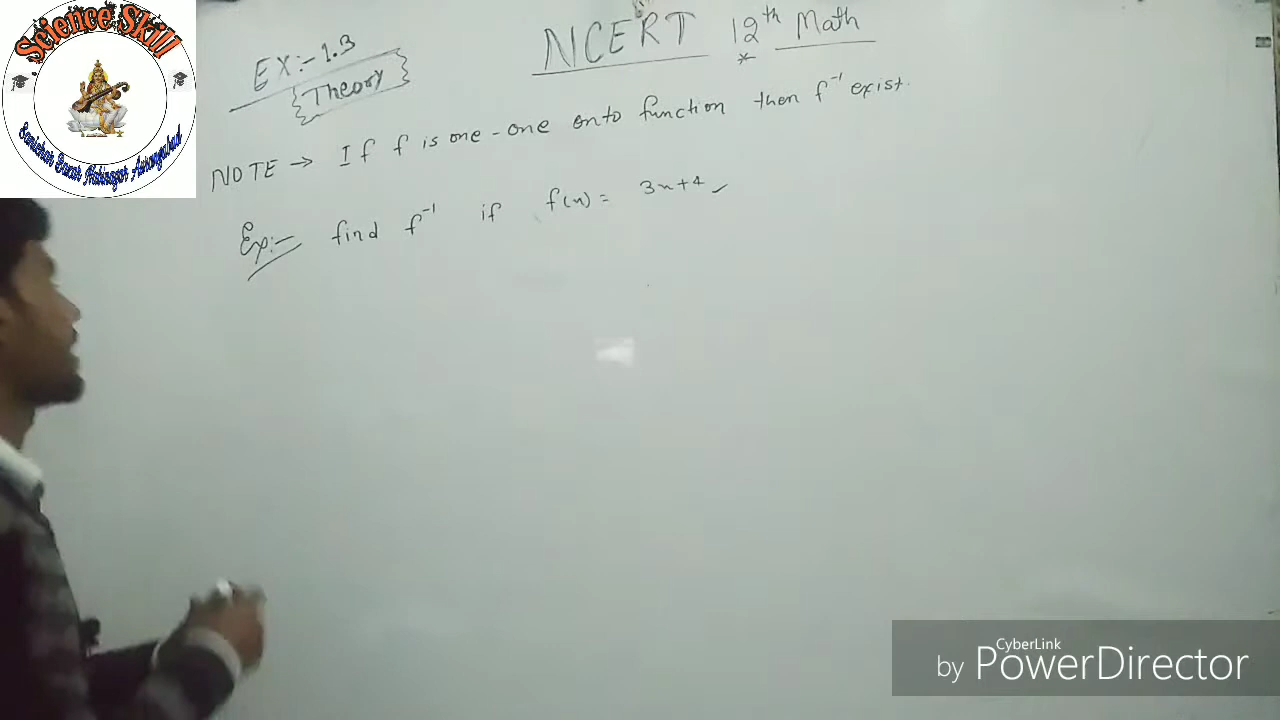 Science Skill
NCERT 12th Math
*
EX:- 1.3
Theory
NOTE → If f is one-one onto function then f⁻¹ exist.
Ex:- find f⁻¹ if f(x) = 3x+4
CyberLink
by PowerDirector